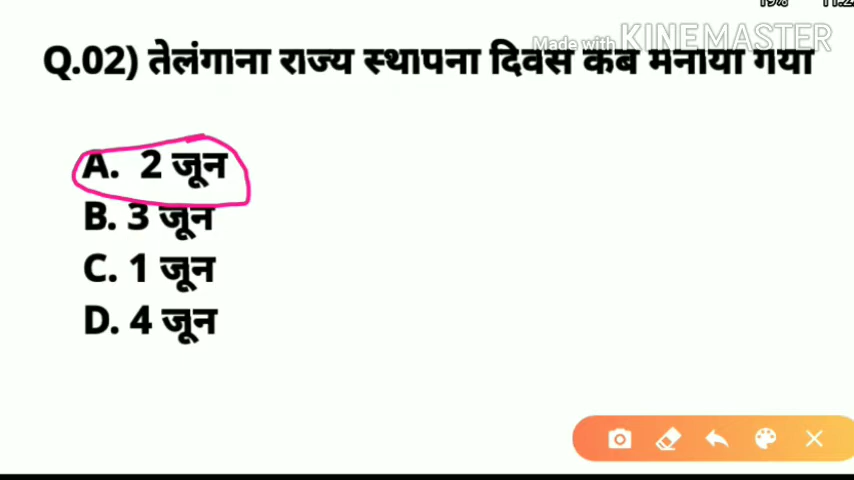 Made with KINEMASTER
Q.02) तेलंगाना राज्य स्थापना दिवस कब मनाया गया
A. 2 जून
B. 3 जून
C. 1 जून
D. 4 जून